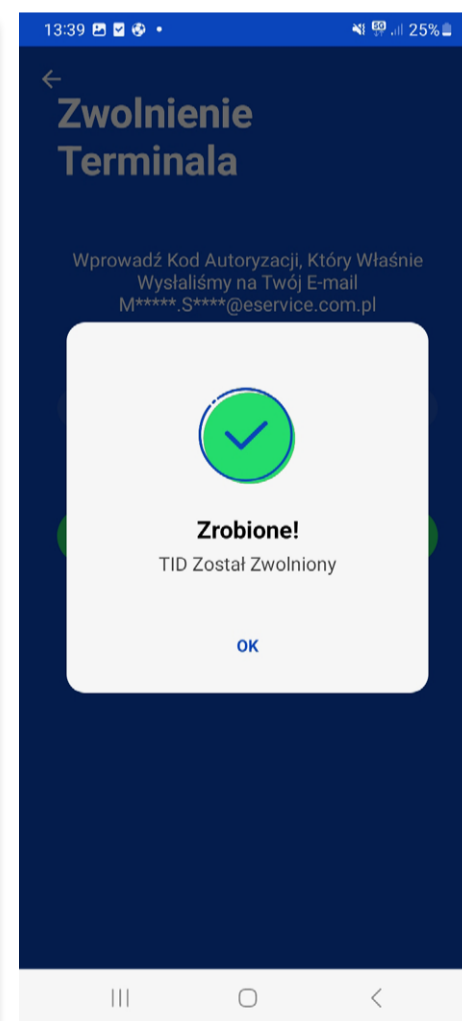 13:39 25%
Zwolnienie
Terminala
Wprowadź Kod Autoryzacji, Który Właśnie
Wysłaliśmy na Twój E-mail
M*****.S****@eservice.com.pl
Zrobione!
TID Został Zwolniony
OK